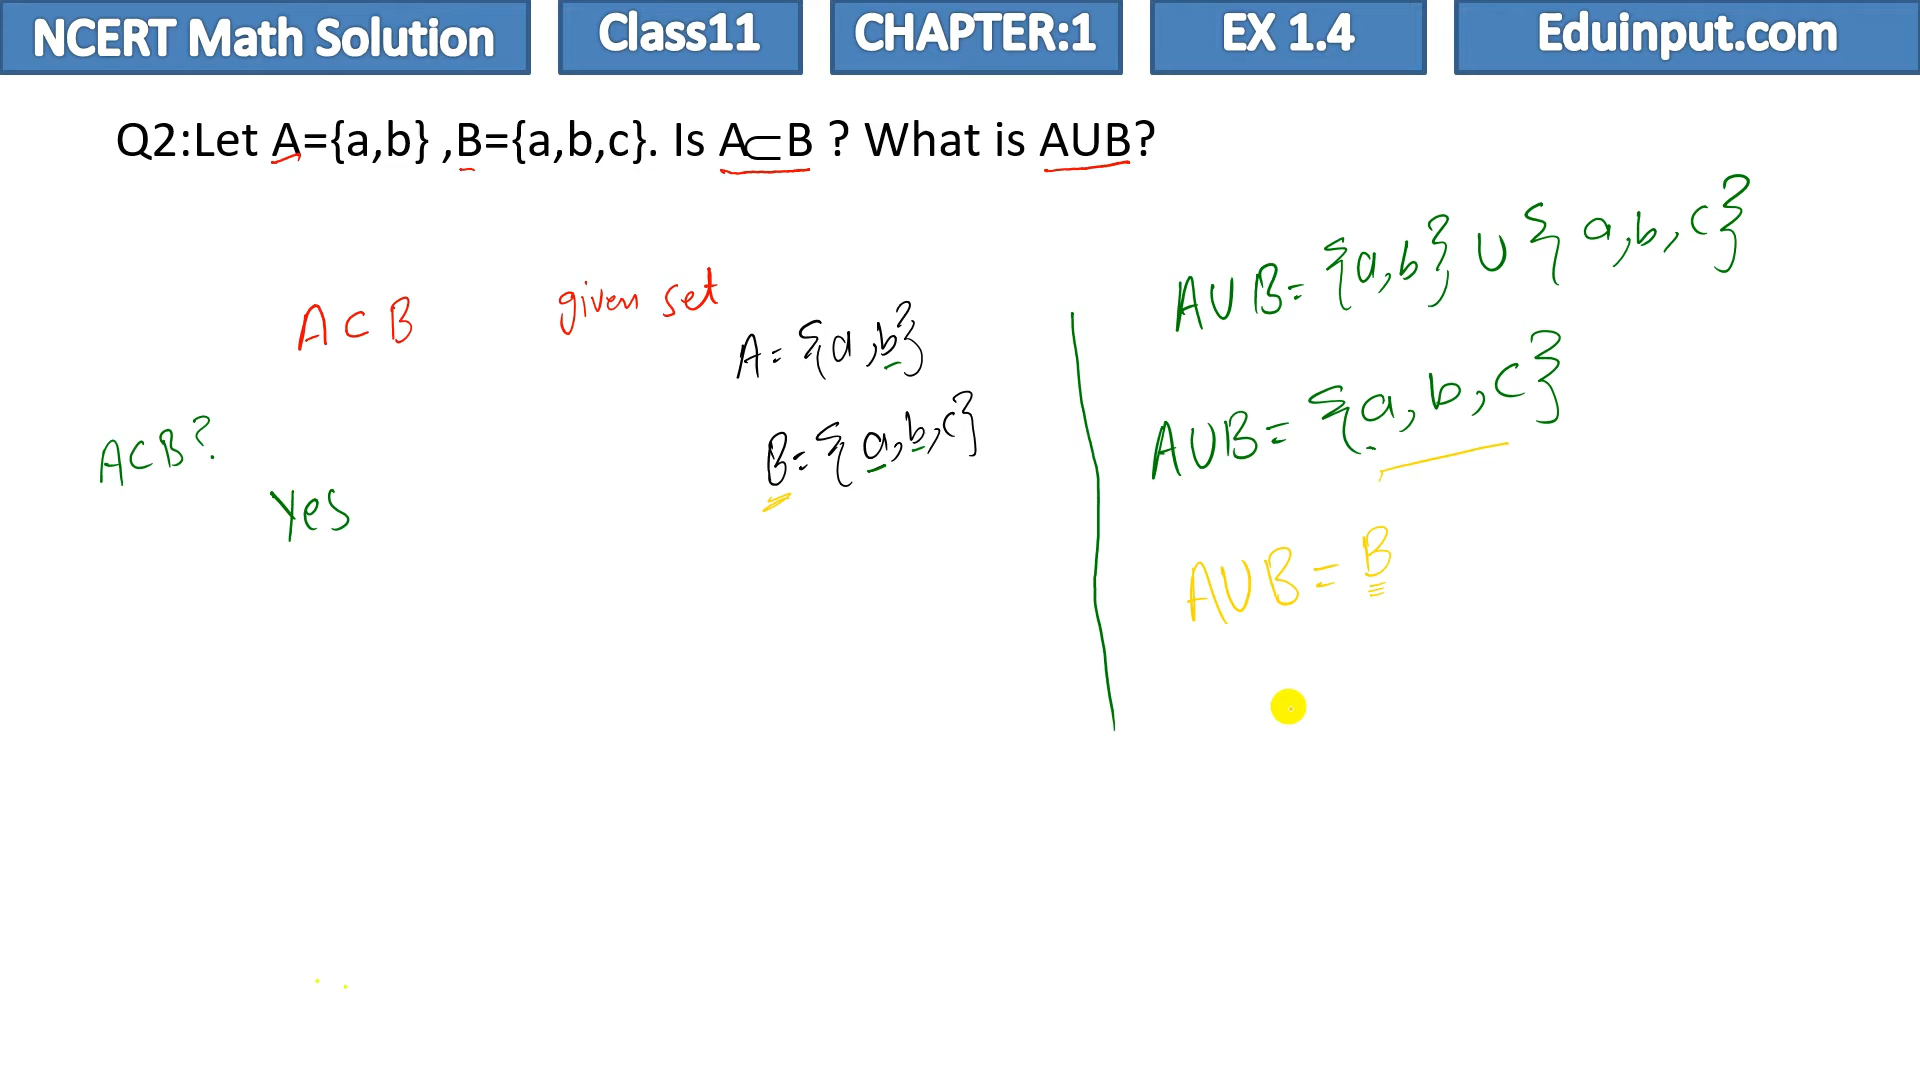 NCERT Math Solution
Class11
CHAPTER:1
EX 1.4
Eduinput.com
Q2:Let A={a,b} ,B={a,b,c}. Is A⊂B ? What is AUB?
A⊂B
given set
A={a,b}
B={a,b,c}
A⊂B?
Yes
AUB={a,b}U{a,b,c}
AUB={a,b,c}
AUB=B